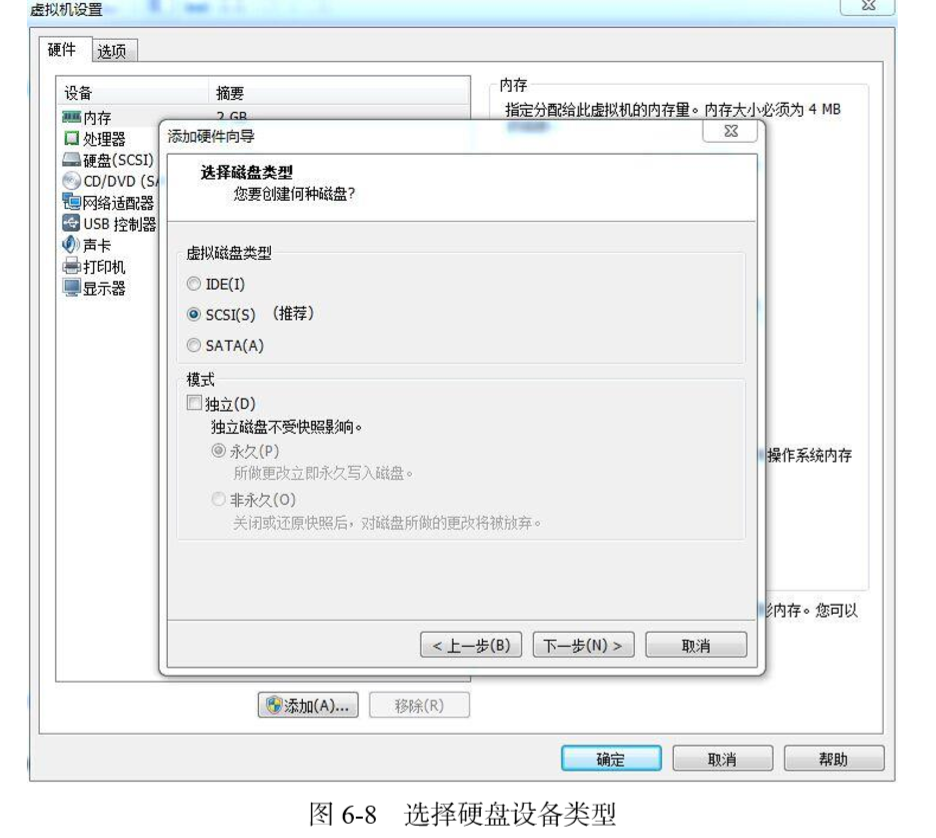 虚拟机设置
硬件 选项
设备 摘要
内存 2 GB
处理器
硬盘(SCSI)
CD/DVD (SA
网络适配器
USB 控制器
声卡
打印机
显示器
内存
指定分配给此虚拟机的内存量。内存大小必须为 4 MB
添加硬件向导
选择磁盘类型
您要创建何种磁盘?
虚拟磁盘类型
IDE(I)
SCSI(S) (推荐)
SATA(A)
模式
独立(D)
独立磁盘不受快照影响。
永久(P)
所做更改立即永久写入磁盘。
非永久(O)
关闭或还原快照后，对磁盘所做的更改将被放弃。
< 上一步(B) 下一步(N) > 取消
操作系统内存
内存。您可以
添加(A)... 移除(R)
确定 取消 帮助
图 6-8 选择硬盘设备类型